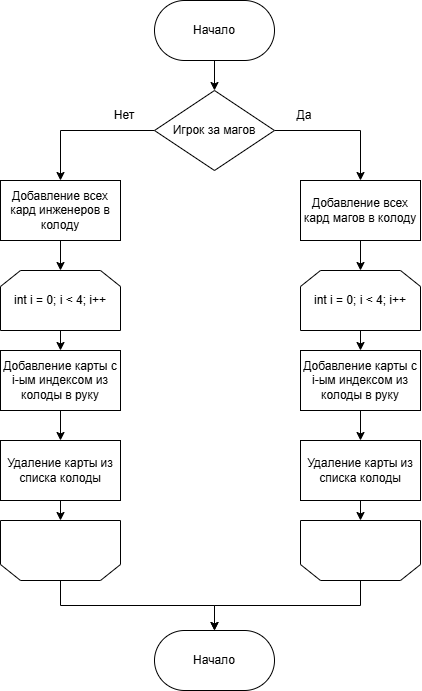 Начало
Нет
Да
Игрок за магов
Добавление всех
кард инженеров в
колоду
Добавление всех
кард магов в колоду
int i = 0; i < 4; i++
int i = 0; i < 4; i++
Добавление карты с
i-ым индексом из
колоды в руку
Добавление карты с
i-ым индексом из
колоды в руку
Удаление карты из
списка колоды
Удаление карты из
списка колоды
Начало